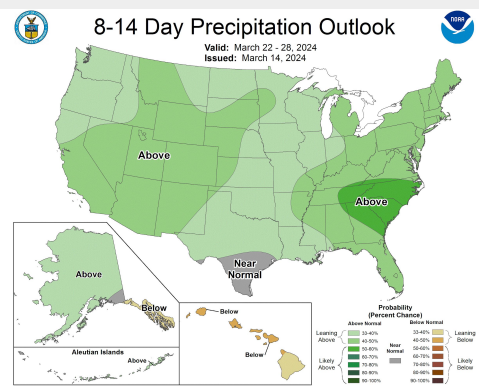 8-14 Day Precipitation Outlook
Valid: March 22 - 28, 2024
Issued: March 14, 2024
NOAA
Above
Above
Near
Normal
Above
Below
Aleutian Islands
Above
Below
Below
Probability
(Percent Chance)
Above Normal
Below Normal
Leaning
Above
33-40%
40-50%
50-60%
Likely
Above
60-70%
70-80%
80-90%
90-100%
Near
Normal
33-40%
40-50%
50-60%
Leaning
Below
60-70%
70-80%
80-90%
90-100%
Likely
Below